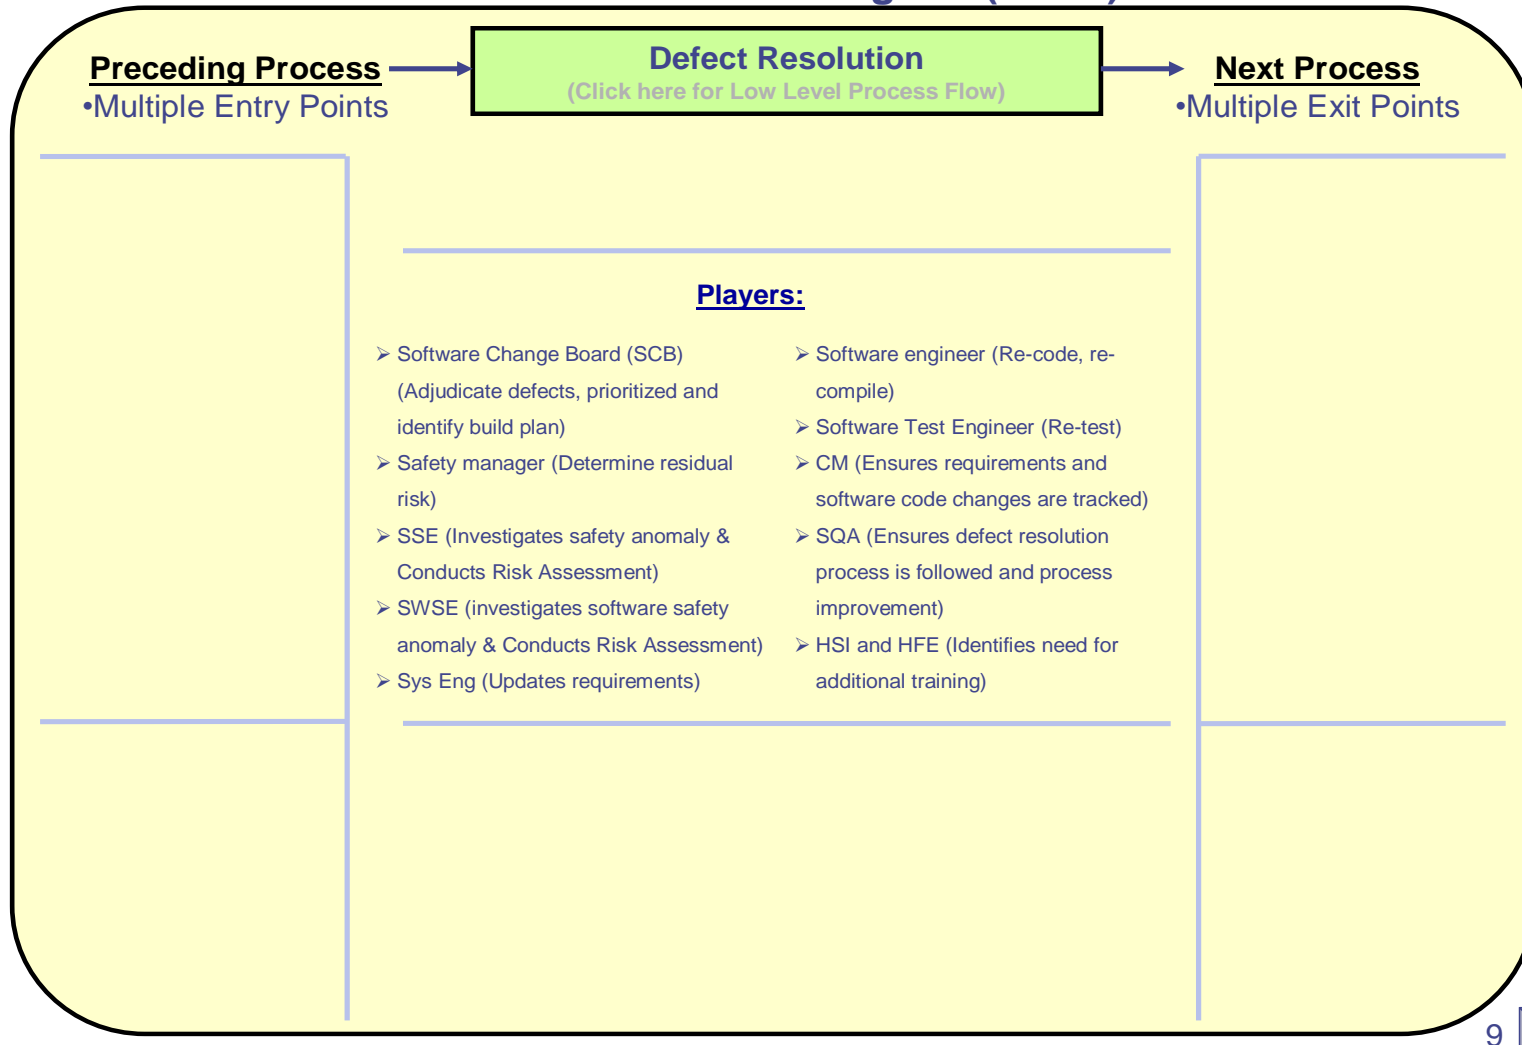 Preceding Process
•Multiple Entry Points
Defect Resolution
(Click here for Low Level Process Flow)
Next Process
•Multiple Exit Points
Players:
➢ Software Change Board (SCB)
(Adjudicate defects, prioritized and
identify build plan)
➢ Safety manager (Determine residual
risk)
➢ SSE (Investigates safety anomaly &
Conducts Risk Assessment)
➢ SWSE (investigates software safety
anomaly & Conducts Risk Assessment)
➢ Sys Eng (Updates requirements)
➢ Software engineer (Re-code, re-
compile)
➢ Software Test Engineer (Re-test)
➢ CM (Ensures requirements and
software code changes are tracked)
➢ SQA (Ensures defect resolution
process is followed and process
improvement)
➢ HSI and HFE (Identifies need for
additional training)
9